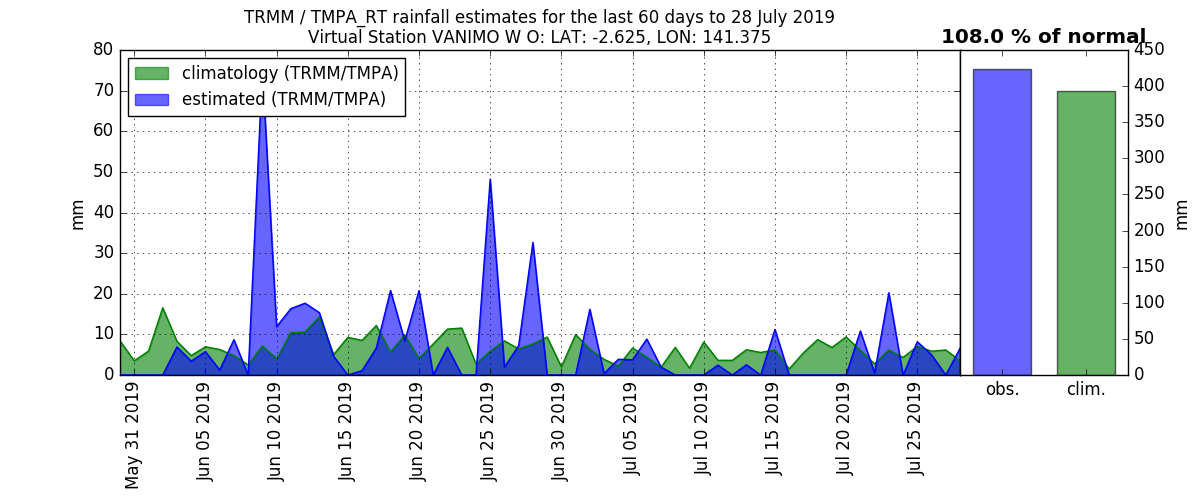 TRMM / TMPA_RT rainfall estimates for the last 60 days to 28 July 2019
Virtual Station VANIMO W O: LAT: -2.625, LON: 141.375
108.0 % of normal
climatology (TRMM/TMPA)
estimated (TRMM/TMPA)
80
70
60
50
40
30
20
10
0
mm
May 31 2019
Jun 05 2019
Jun 10 2019
Jun 15 2019
Jun 20 2019
Jun 25 2019
Jun 30 2019
Jul 05 2019
Jul 10 2019
Jul 15 2019
Jul 20 2019
Jul 25 2019
obs.
clim.
450
400
350
300
250
200
150
100
50
0
mm